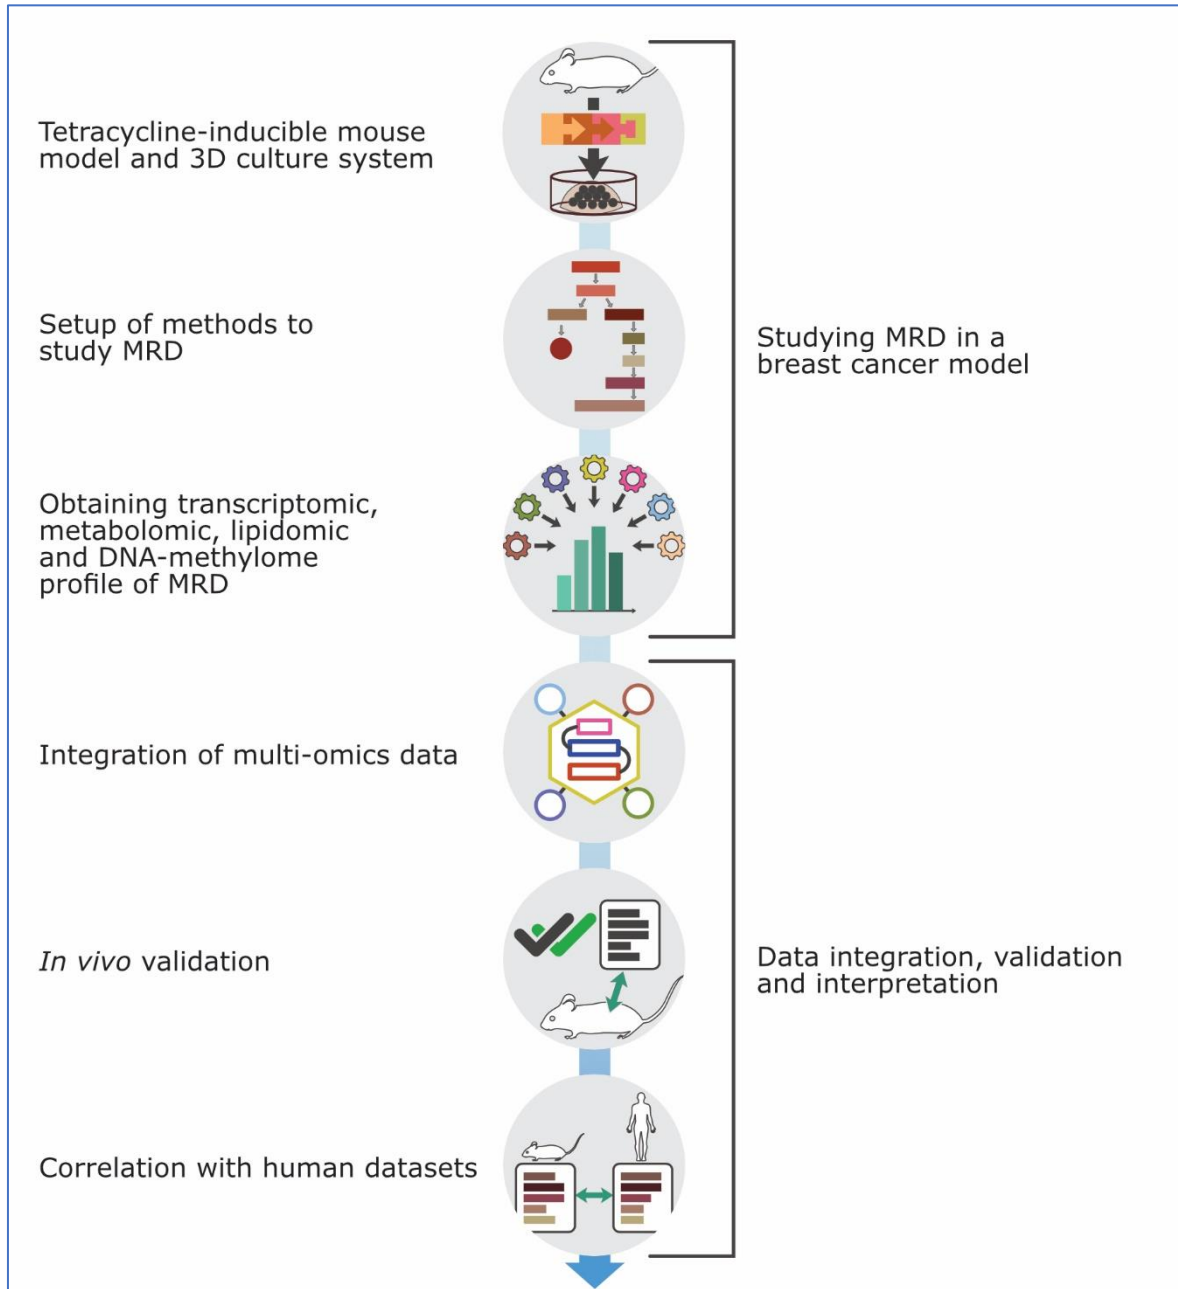 Tetracycline-inducible mouse
model and 3D culture system
Setup of methods to
study MRD
Studying MRD in a
breast cancer model
Obtaining transcriptomic,
metabolomic, lipidomic
and DNA-methylome
profile of MRD
Integration of multi-omics data
In vivo validation
Data integration, validation
and interpretation
Correlation with human datasets